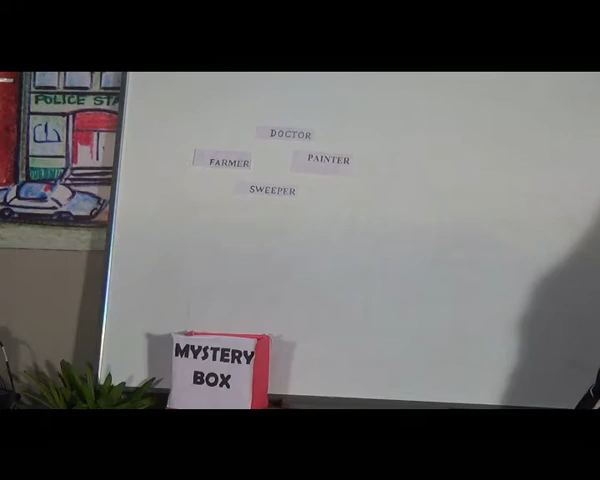 POLICE STA
DOCTOR
FARMER
PAINTER
SWEEPER
MYSTERY
BOX